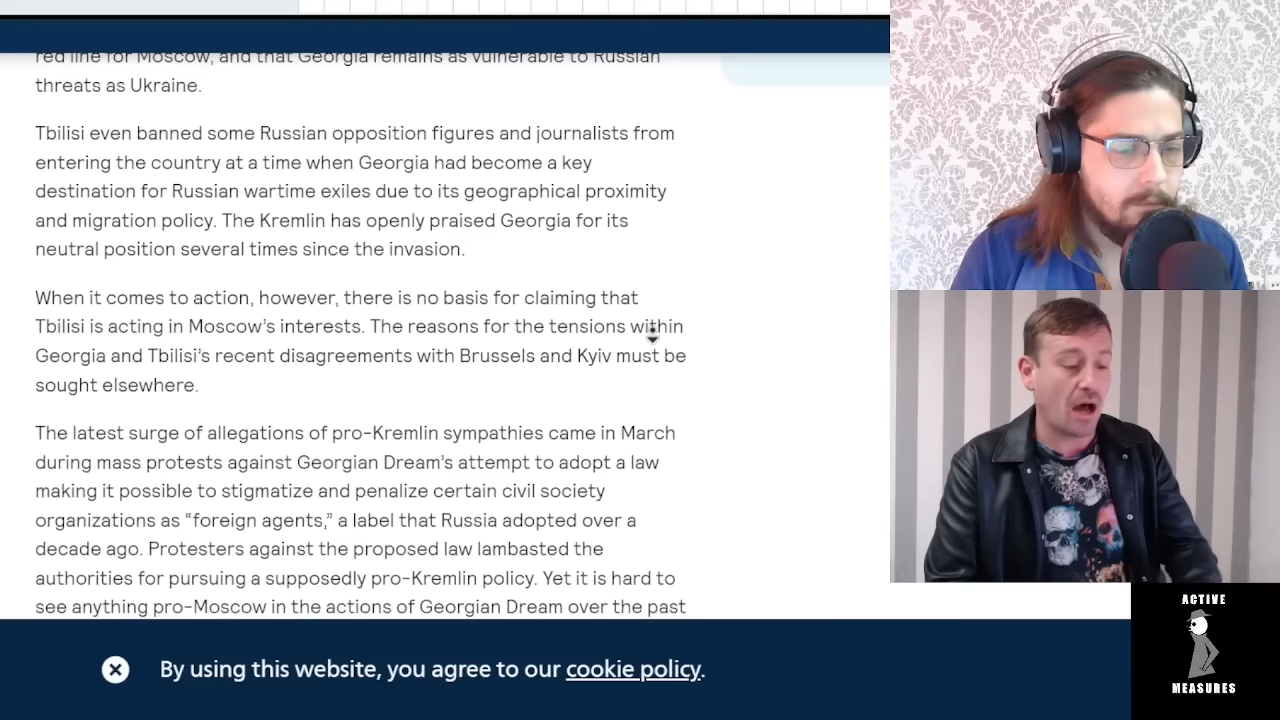 red line for Moscow, and that Georgia remains as vulnerable to Russian
threats as Ukraine.
Tbilisi even banned some Russian opposition figures and journalists from
entering the country at a time when Georgia had become a key
destination for Russian wartime exiles due to its geographical proximity
and migration policy. The Kremlin has openly praised Georgia for its
neutral position several times since the invasion.
When it comes to action, however, there is no basis for claiming that
Tbilisi is acting in Moscow’s interests. The reasons for the tensions within
Georgia and Tbilisi’s recent disagreements with Brussels and Kyiv must be
sought elsewhere.
The latest surge of allegations of pro-Kremlin sympathies came in March
during mass protests against Georgian Dream’s attempt to adopt a law
making it possible to stigmatize and penalize certain civil society
organizations as “foreign agents,” a label that Russia adopted over a
decade ago. Protesters against the proposed law lambasted the
authorities for pursuing a supposedly pro-Kremlin policy. Yet it is hard to
see anything pro-Moscow in the actions of Georgian Dream over the past
By using this website, you agree to our cookie policy.
ACTIVE
MEASURES